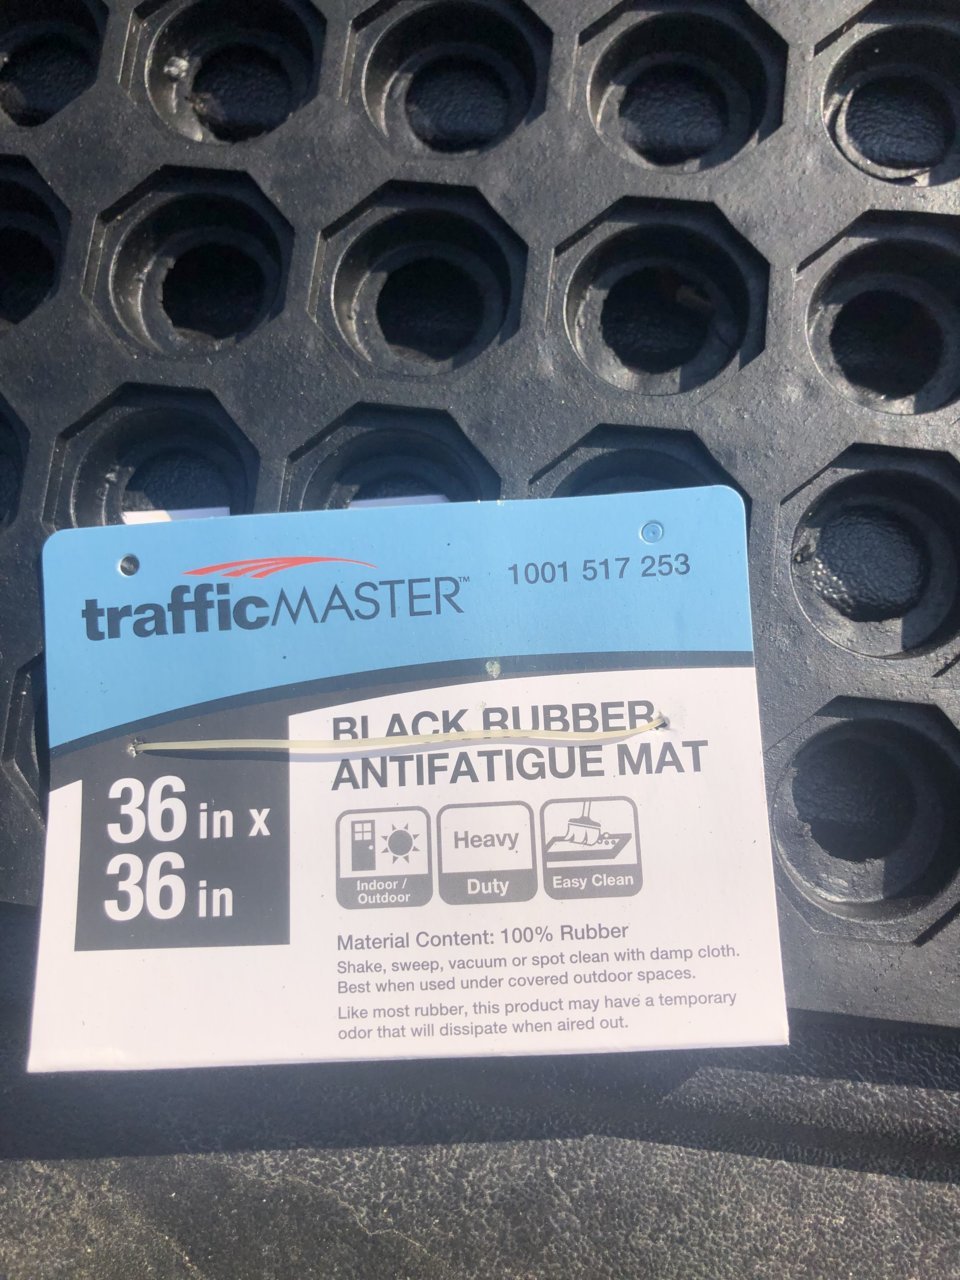 trafficMASTER™ 1001 517 253
BLACK RUBBER
ANTIFATIGUE MAT
36 in x
36 in
Indoor /
Outdoor
Heavy
Duty
Easy Clean
Material Content: 100% Rubber
Shake, sweep, vacuum or spot clean with damp cloth.
Best when used under covered outdoor spaces.
Like most rubber, this product may have a temporary
odor that will dissipate when aired out.